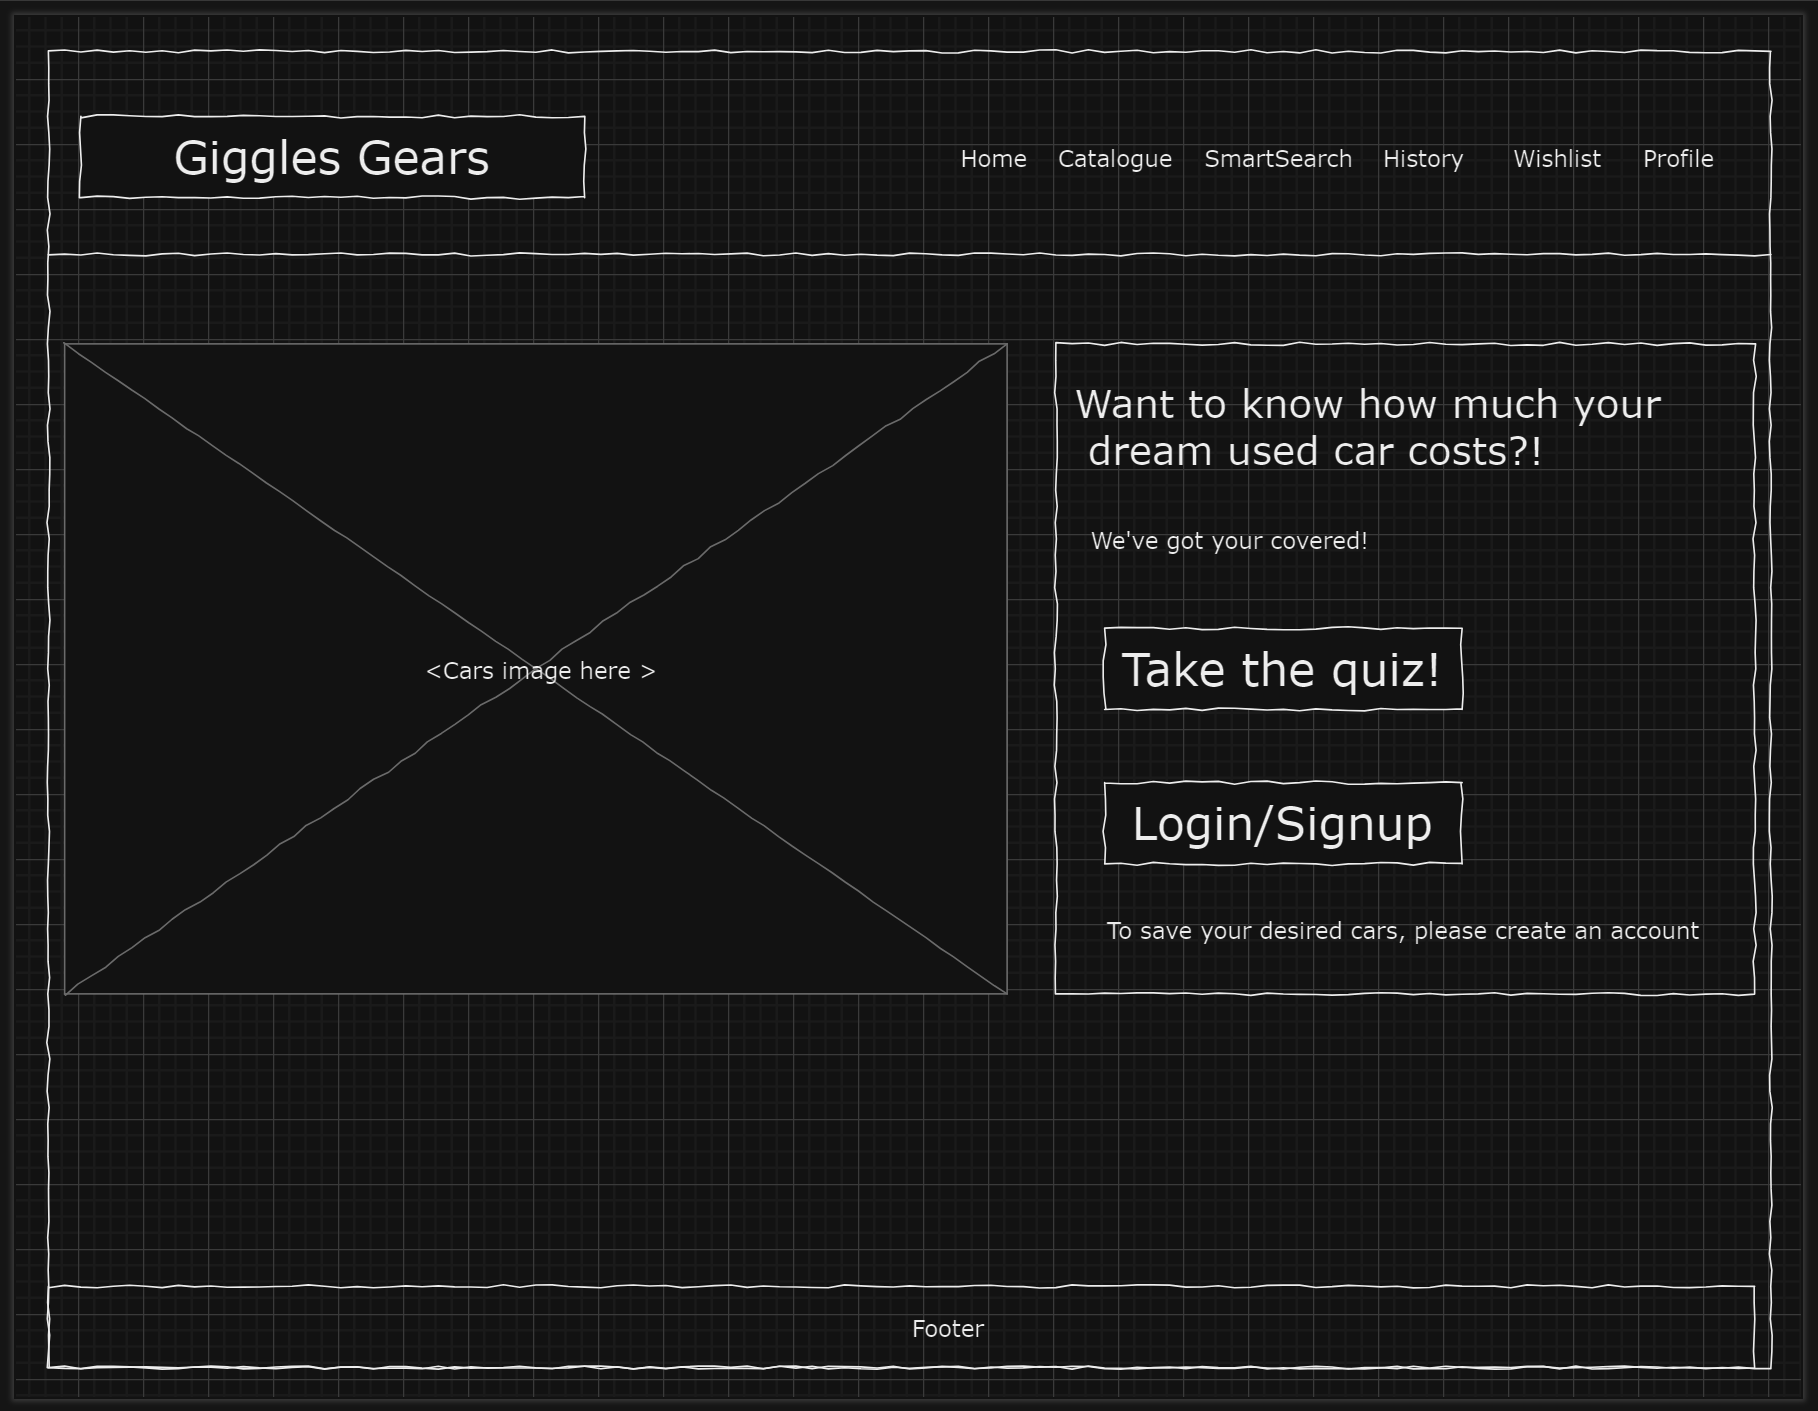 Giggles Gears
Home Catalogue SmartSearch History Wishlist Profile
<Cars image here >
Want to know how much your
dream used car costs?!
We've got your covered!
Take the quiz!
Login/Signup
To save your desired cars, please create an account
Footer